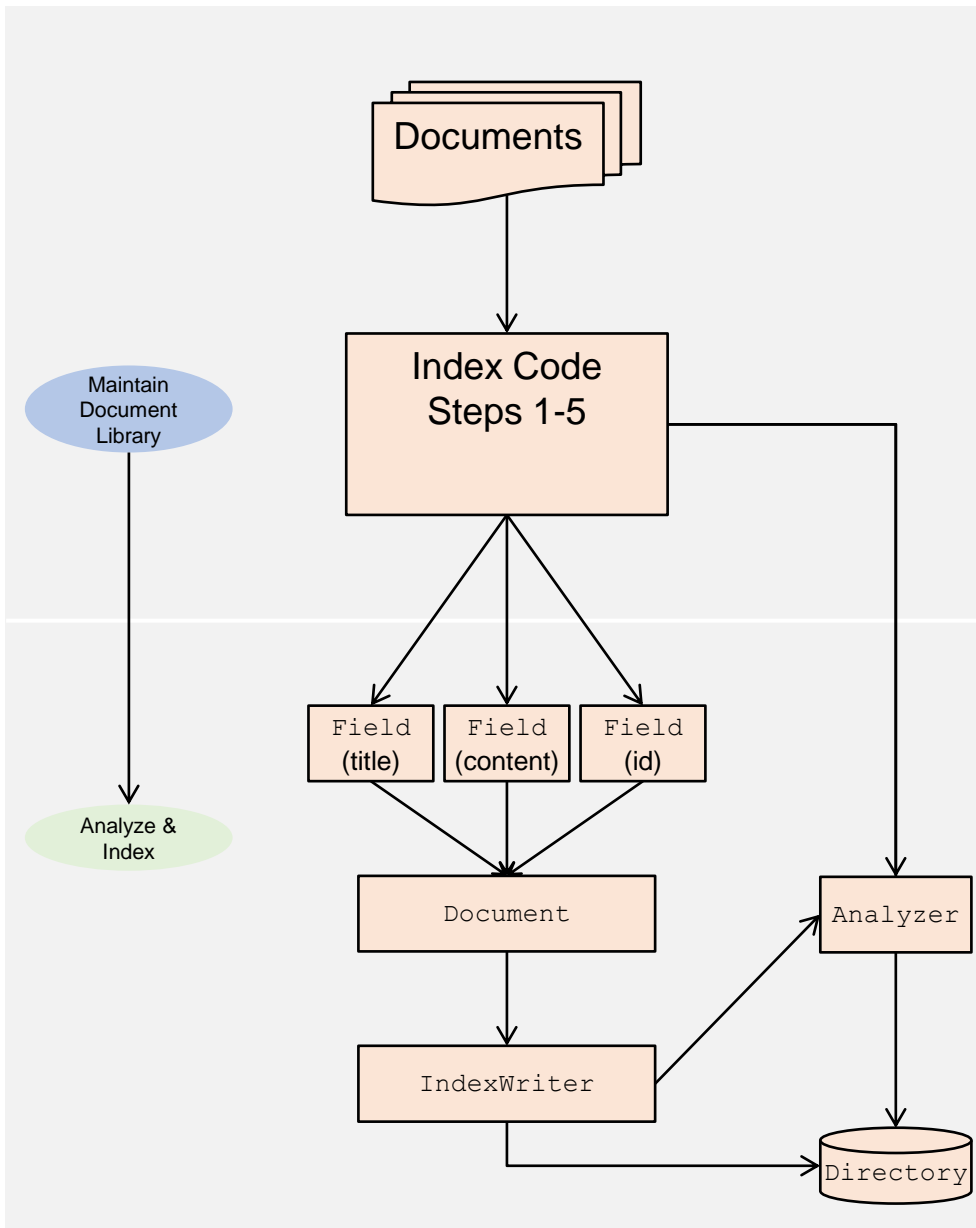 Documents
Index Code
Steps 1-5
Maintain
Document
Library
Field
(title)
Field
(content)
Field
(id)
Analyze &
Index
Document
Analyzer
IndexWriter
Directory